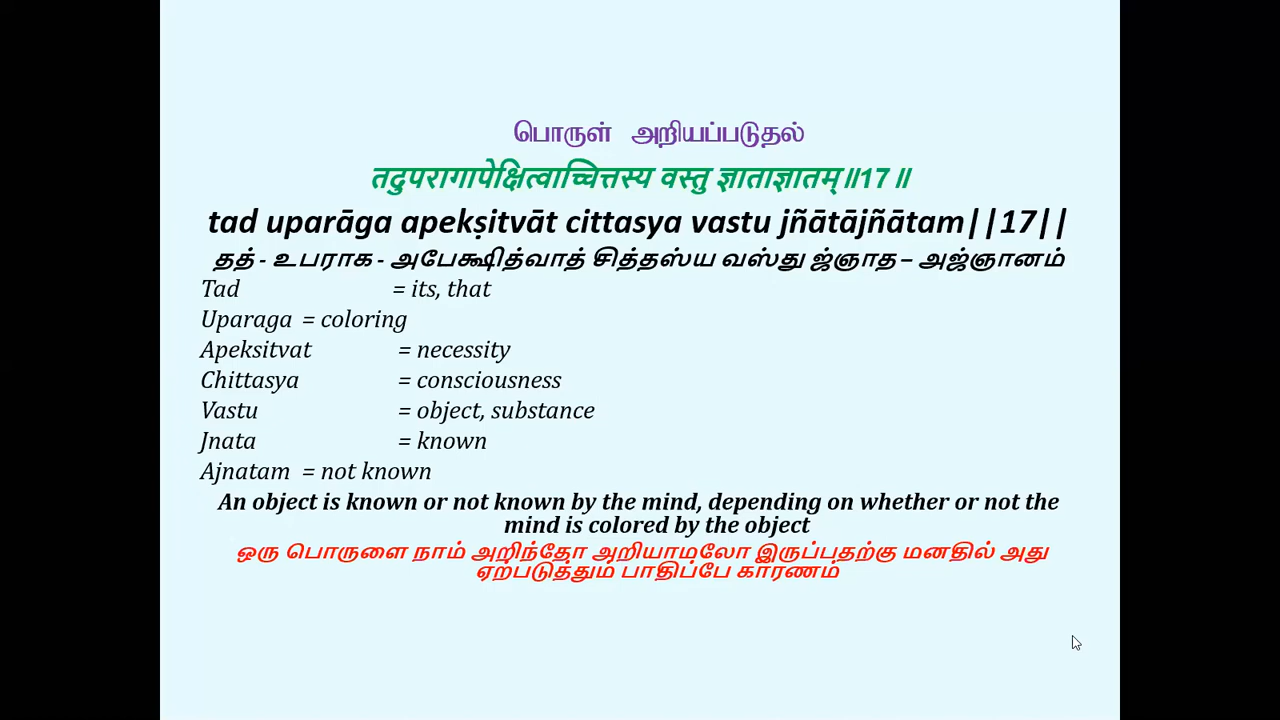 பொருள் அறியப்படுதல்
तदुपरागापेक्षित्वाच्चित्तस्य वस्तु ज्ञाताज्ञातम्॥17॥
tad uparāga apekṣitvāt cittasya vastu jñātājñātam||17||
தத் - உபராக - அபேக்ஷித்வாத் சித்தஸ்ய வஸ்து ஜ்ஞாத – அஜ்ஞானம்
Tad = its, that
Uparaga = coloring
Apeksitvat = necessity
Chittasya = consciousness
Vastu = object, substance
Jnata = known
Ajnatam = not known
An object is known or not known by the mind, depending on whether or not the
mind is colored by the object
ஒரு பொருளை நாம் அறிந்தோ அறியாமலோ இருப்பதற்கு மனதில் அது
ஏற்படுத்தும் பாதிப்பே காரணம்